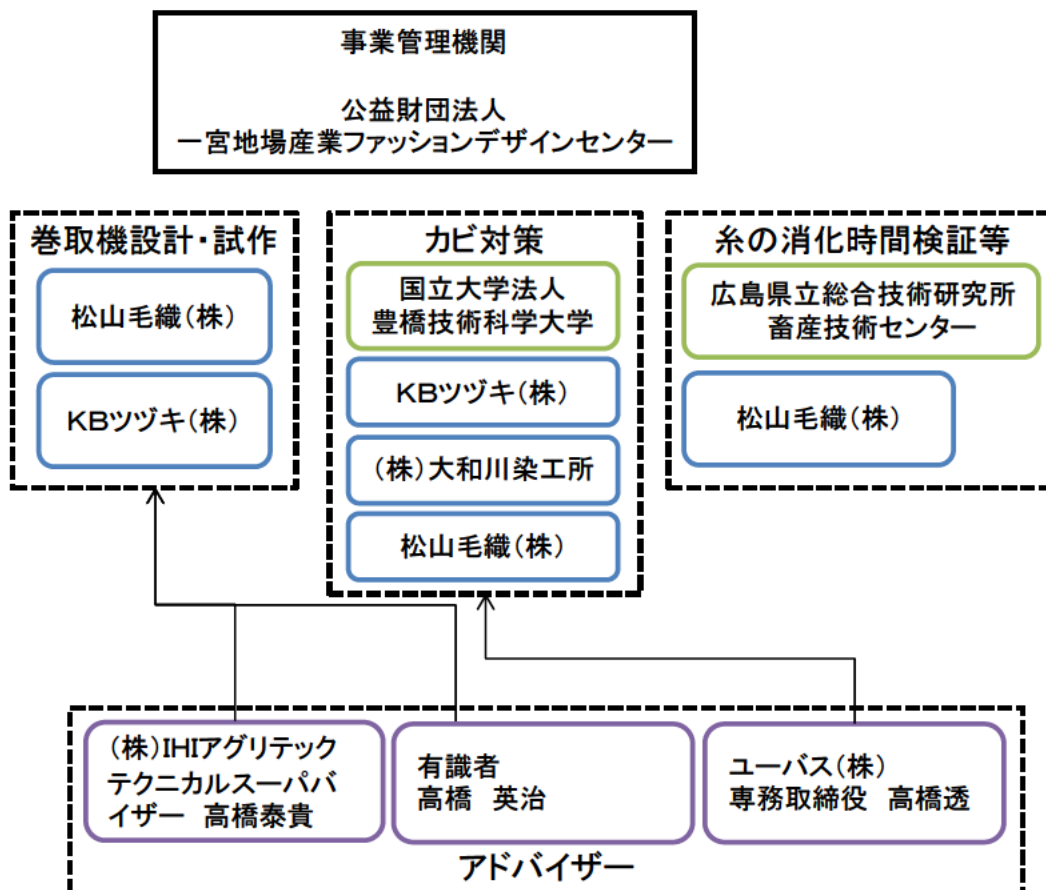 事業管理機関
公益財団法人
一宮地場産業ファッションデザインセンター
巻取機設計・試作
松山毛織(株)
KBツヅキ(株)
カビ対策
国立大学法人
豊橋技術科学大学
KBツヅキ(株)
(株)大和川染工所
松山毛織(株)
糸の消化時間検証等
広島県立総合技術研究所
畜産技術センター
松山毛織(株)
(株)IHIアグリテック
テクニカルスーパバ
イザー 高橋泰貴
有識者
高橋 英治
ユーバス(株)
専務取締役 高橋透
アドバイザー